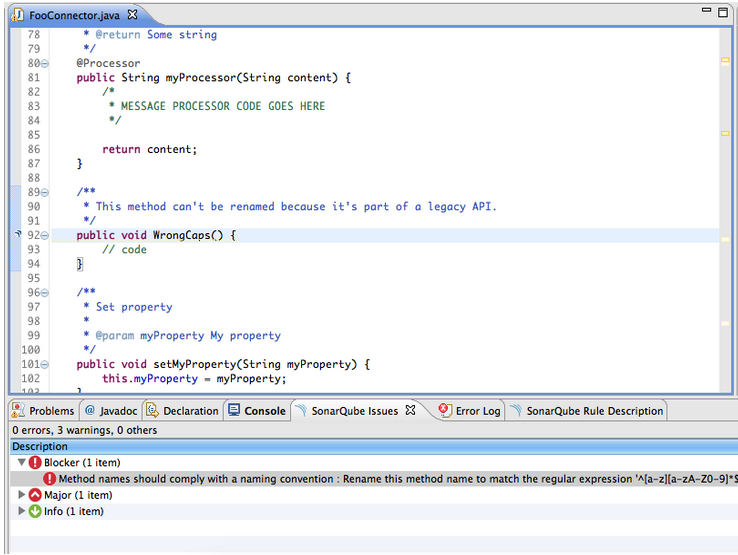 FooConnector.java
78 * @return Some string
79 */
80 @Processor
81 public String myProcessor(String content) {
82 /*
83 * MESSAGE PROCESSOR CODE GOES HERE
84 */
85
86 return content;
87 }
88
89 /**
90 * This method can't be renamed because it's part of a legacy API.
91 */
92 public void WrongCaps() {
93 // code
94 }
95
96 /**
97 * Set property
98 *
99 * @param myProperty My property
100 */
101 public void setMyProperty(String myProperty) {
102 this.myProperty = myProperty;
103 }
Problems @ Javadoc Declaration Console SonarQube Issues Error Log SonarQube Rule Description
0 errors, 3 warnings, 0 others
Description
Blocker (1 item)
Method names should comply with a naming convention : Rename this method name to match the regular expression '^[a-z][a-zA-Z0-9]*$
Major (1 item)
Info (1 item)